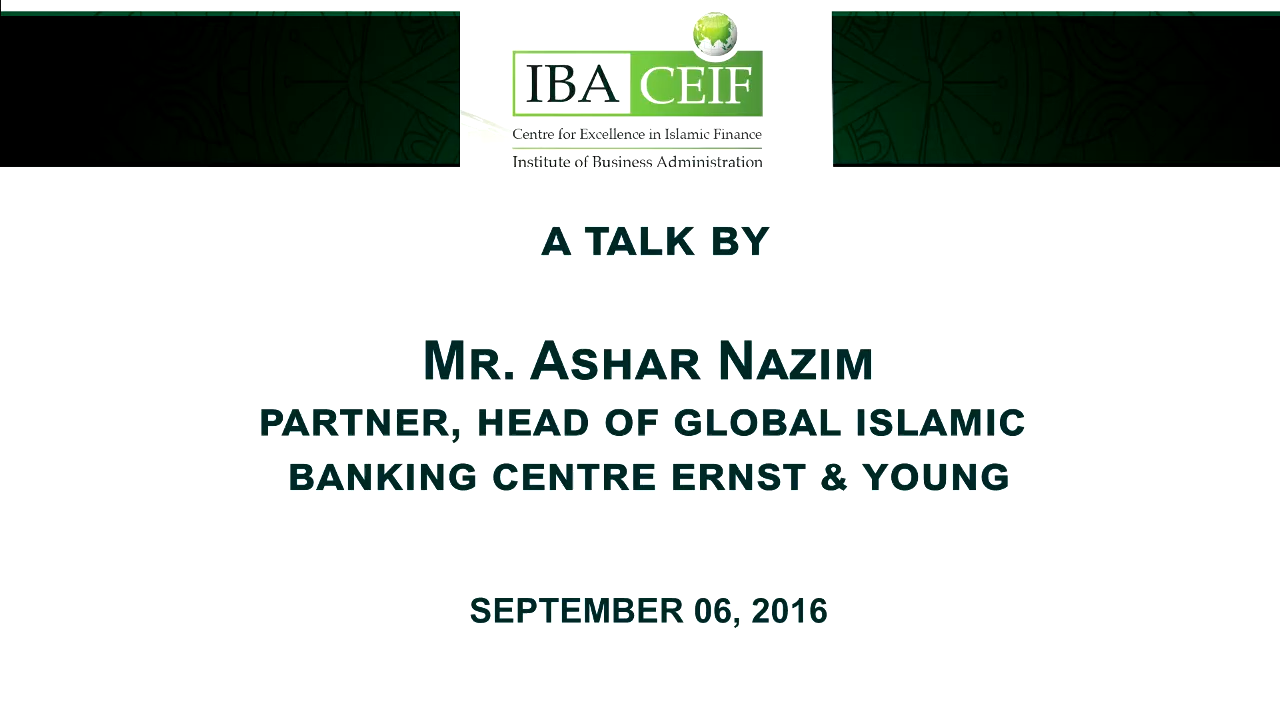 IBA CEIF
Centre for Excellence in Islamic Finance
Institute of Business Administration
A TALK BY
MR. ASHAR NAZIM
PARTNER, HEAD OF GLOBAL ISLAMIC
BANKING CENTRE ERNST & YOUNG
SEPTEMBER 06, 2016